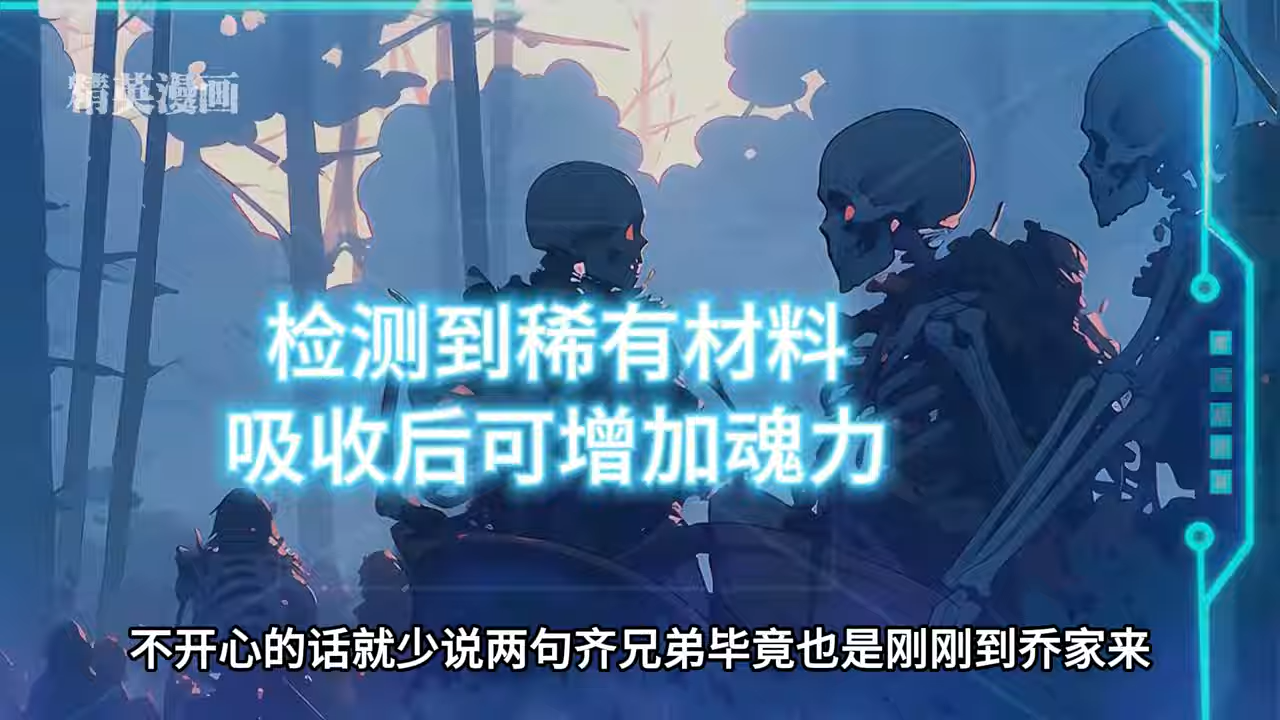 精英漫画
检测到稀有材料
吸收后可增加魂力
不开心的话就少说两句齐兄弟毕竟也是刚刚到乔家来